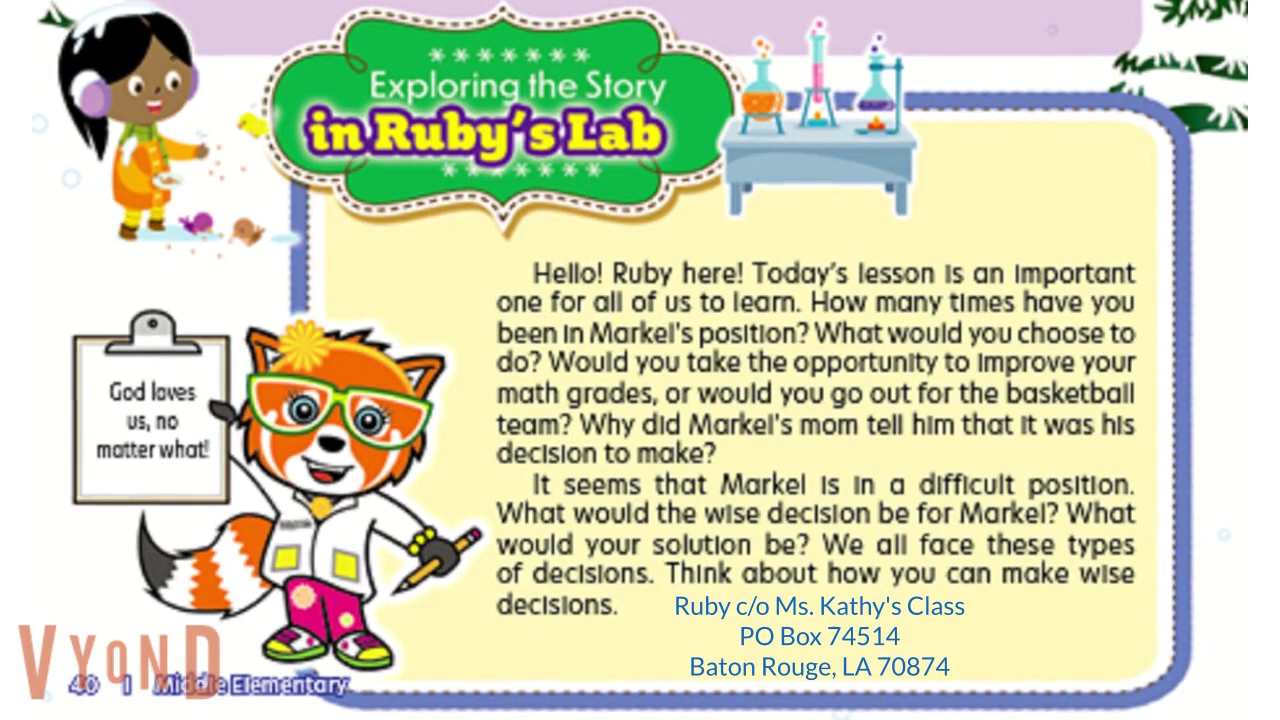 *******
Exploring the Story
in Ruby's Lab
*******
Hello! Ruby here! Today's lesson is an important
one for all of us to learn. How many times have you
been in Markel's position? What would you choose to
do? Would you take the opportunity to improve your
math grades, or would you go out for the basketball
team? Why did Markel's mom tell him that it was his
decision to make?
It seems that Markel is in a difficult position.
What would the wise decision be for Markel? What
would your solution be? We all face these types
of decisions. Think about how you can make wise
decisions.
Ruby c/o Ms. Kathy's Class
PO Box 74514
Baton Rouge, LA 70874
God loves
us, no
matter what!
VYOND
40 | Middle Elementary